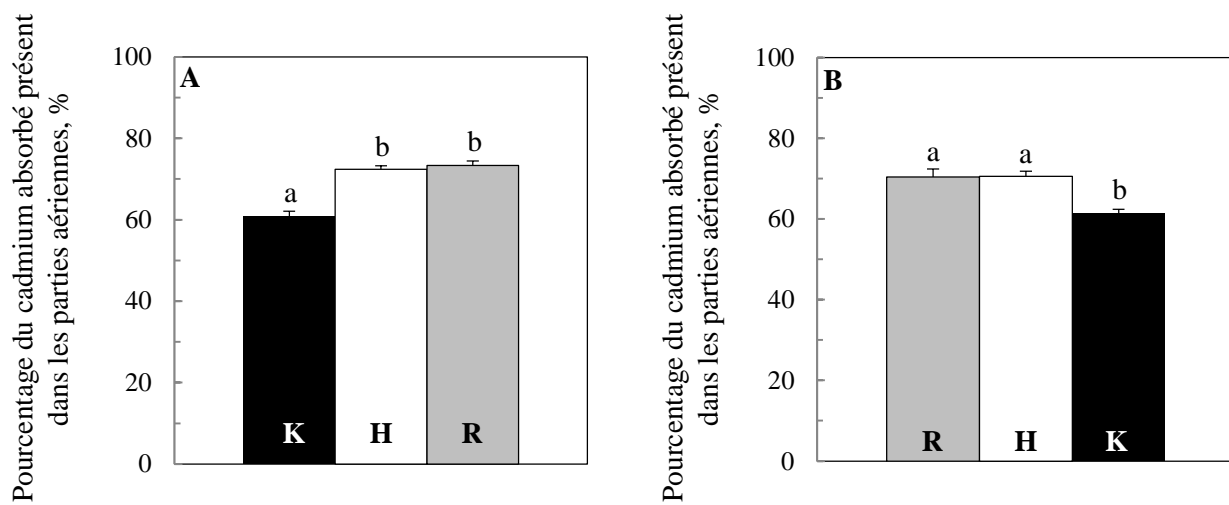 Pourcentage du cadmium absorbé présent
dans les parties aériennes, %
100
80
60
40
20
0
A
a
b
b
K
H
R
Pourcentage du cadmium absorbé présent
dans les parties aériennes, %
100
80
60
40
20
0
B
a
a
b
R
H
K